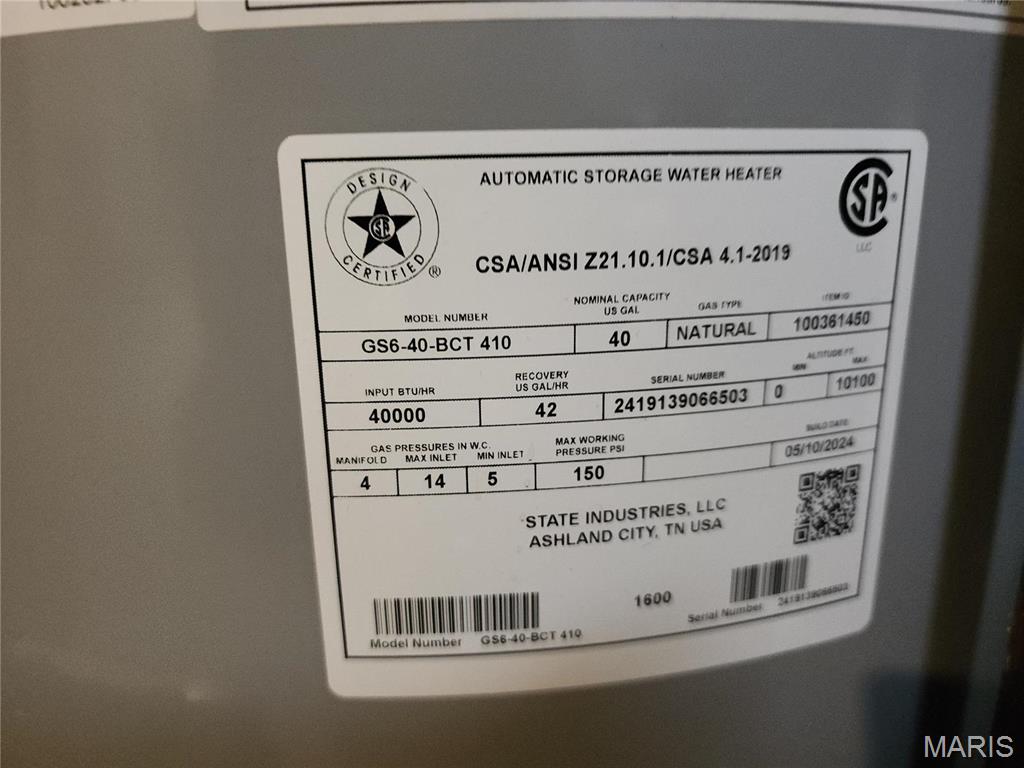 DESIGN
CERTIFIED ®
SA
AUTOMATIC STORAGE WATER HEATER
SA ®
LLC
CSA/ANSI Z21.10.1/CSA 4.1-2019
MODEL NUMBER
NOMINAL CAPACITY
US GAL
GAS TYPE
ITEM ID
GS6-40-BCT 410
40
NATURAL
100361450
INPUT BTU/HR
RECOVERY
US GAL/HR
SERIAL NUMBER
ALTITUDE FT.
MIN
MAX
40000
42
2419139066503
0
10100
GAS PRESSURES IN W.C.
MANIFOLD
MAX INLET
MIN INLET
MAX WORKING
PRESSURE PSI
BUILD DATE
4
14
5
150
05/10/2024
STATE INDUSTRIES, LLC
ASHLAND CITY, TN USA
1600
Model Number GS6-40-BCT 410
Serial Number 2419139066503
MARIS